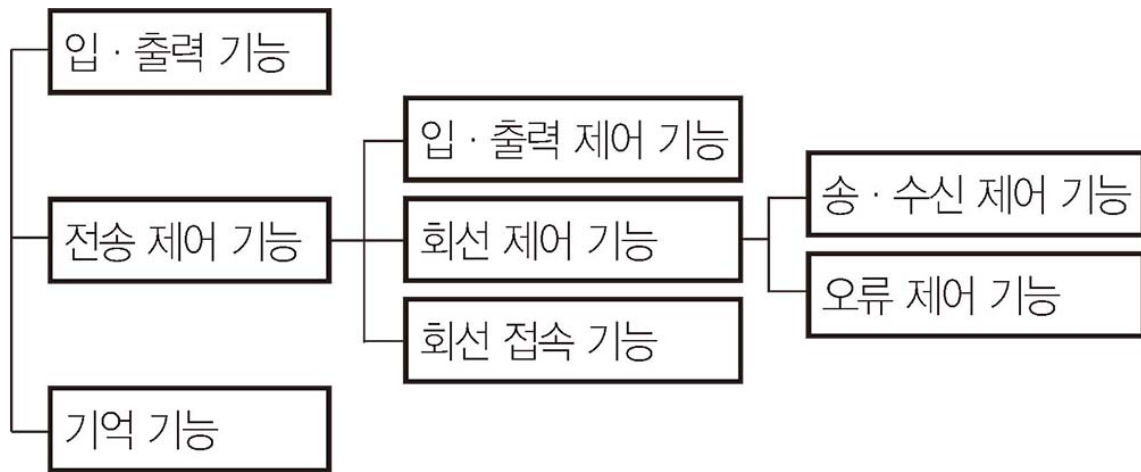 입 · 출력 기능
전송 제어 기능
기억 기능
입 · 출력 제어 기능
회선 제어 기능
회선 접속 기능
송 · 수신 제어 기능
오류 제어 기능